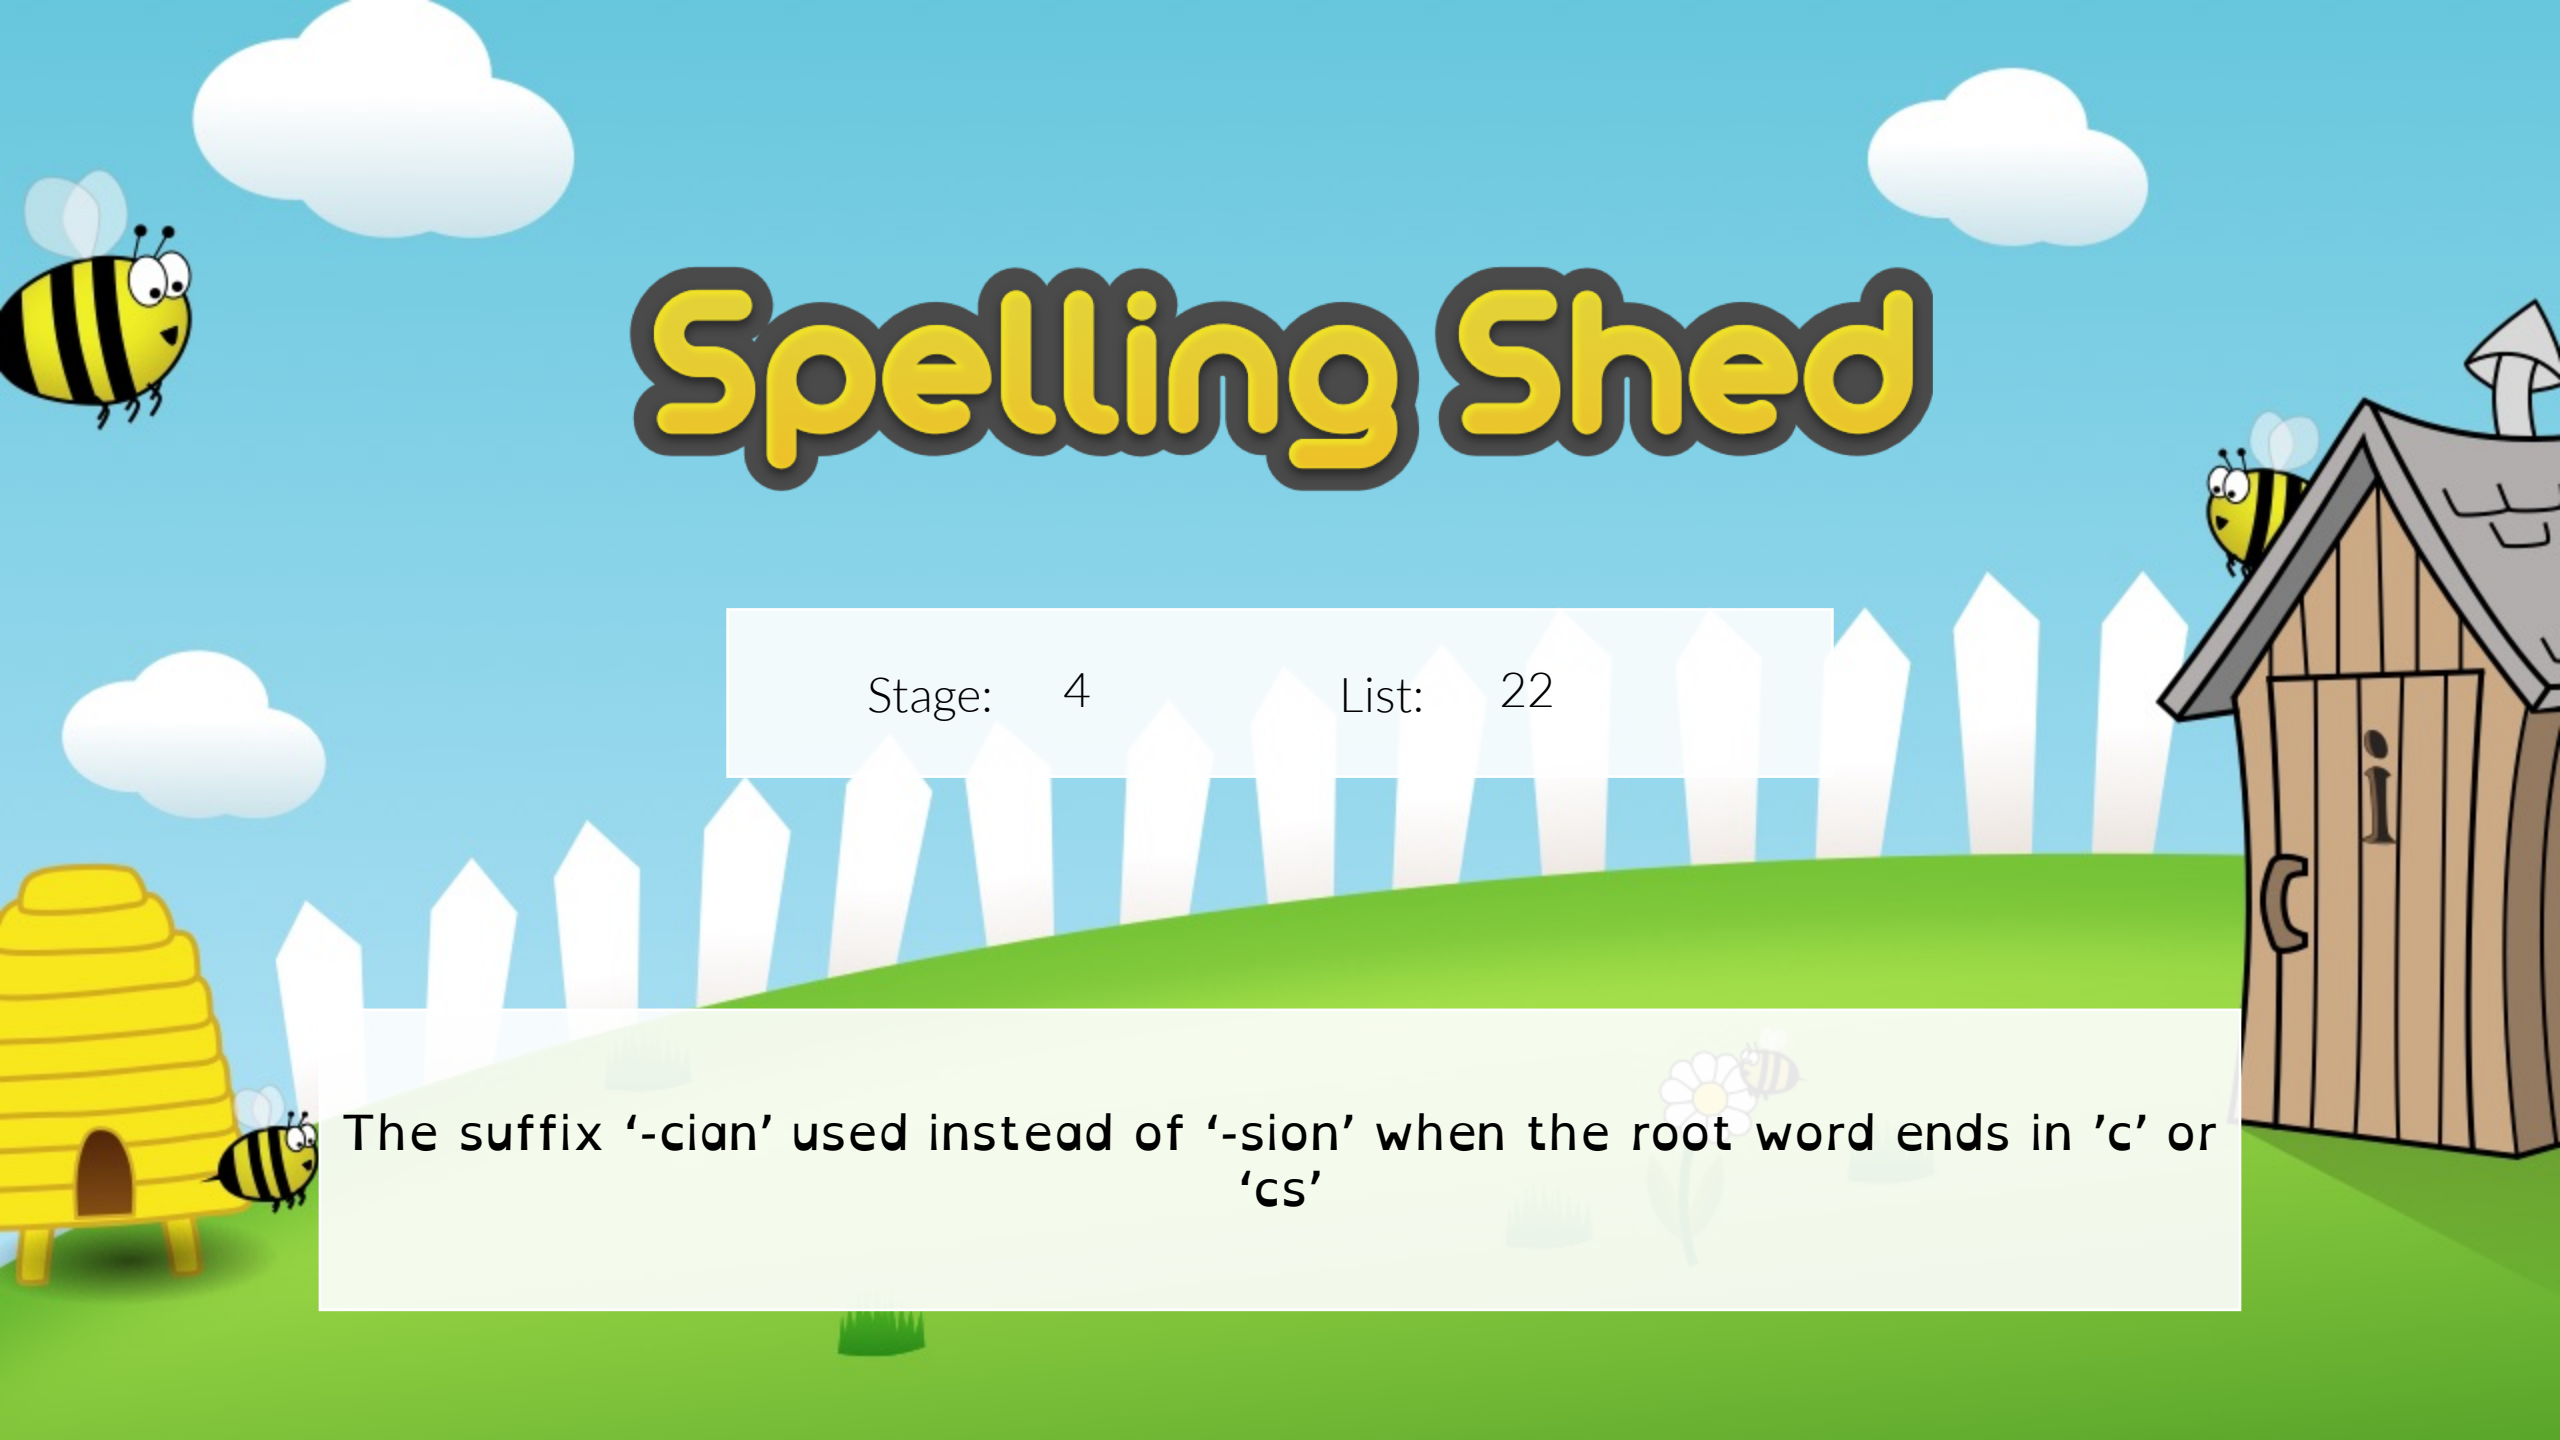 Spelling Shed
Stage: 4 List: 22
i
The suffix ‘-cian’ used instead of ‘-sion’ when the root word ends in ’c’ or
‘cs’